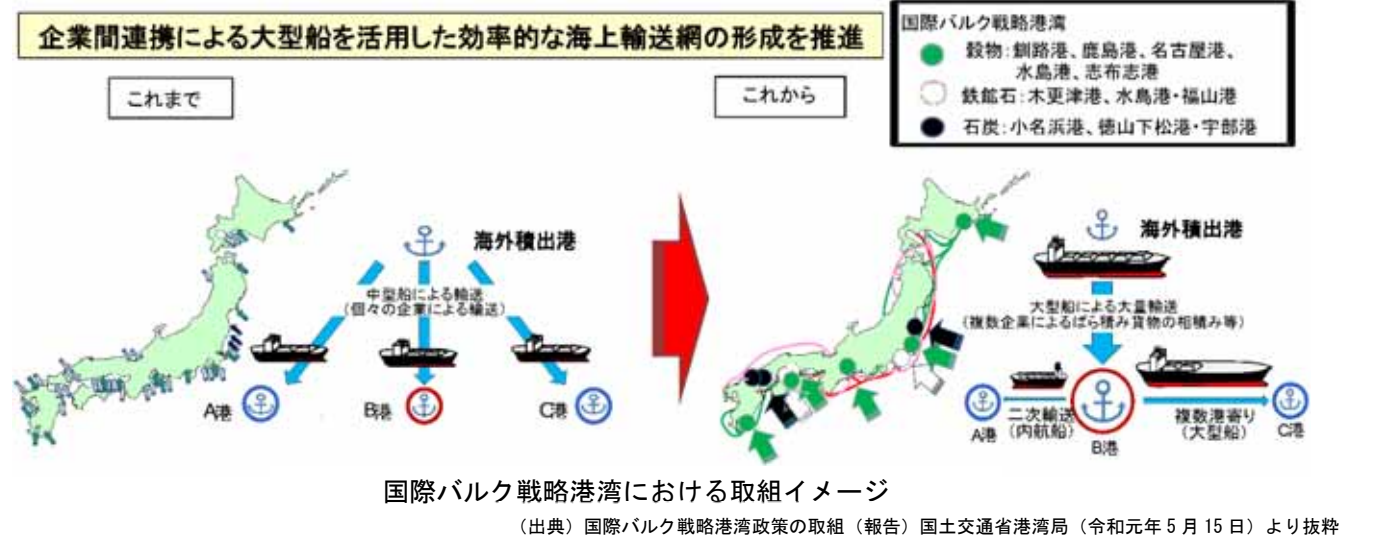 企業間連携による大型船を活用した効率的な海上輸送網の形成を推進
国際バルク戦略港湾
穀物:釧路港、鹿島港、名古屋港、
水島港、志布志港
鉄鉱石:木更津港、水島港・福山港
石炭:小名浜港、徳山下松港・宇部港
これまで
これから
海外積出港
中型船による輸送
(個々の企業による輸送)
A港
B港
C港
海外積出港
大型船による大量輸送
(複数企業によるばら積み貨物の相積み等)
A港
二次輸送
(内航船)
B港
複数港寄り
(大型船)
C港
国際バルク戦略港湾における取組イメージ
(出典)国際バルク戦略港湾政策の取組(報告)国土交通省港湾局(令和元年5月15日)より抜粋